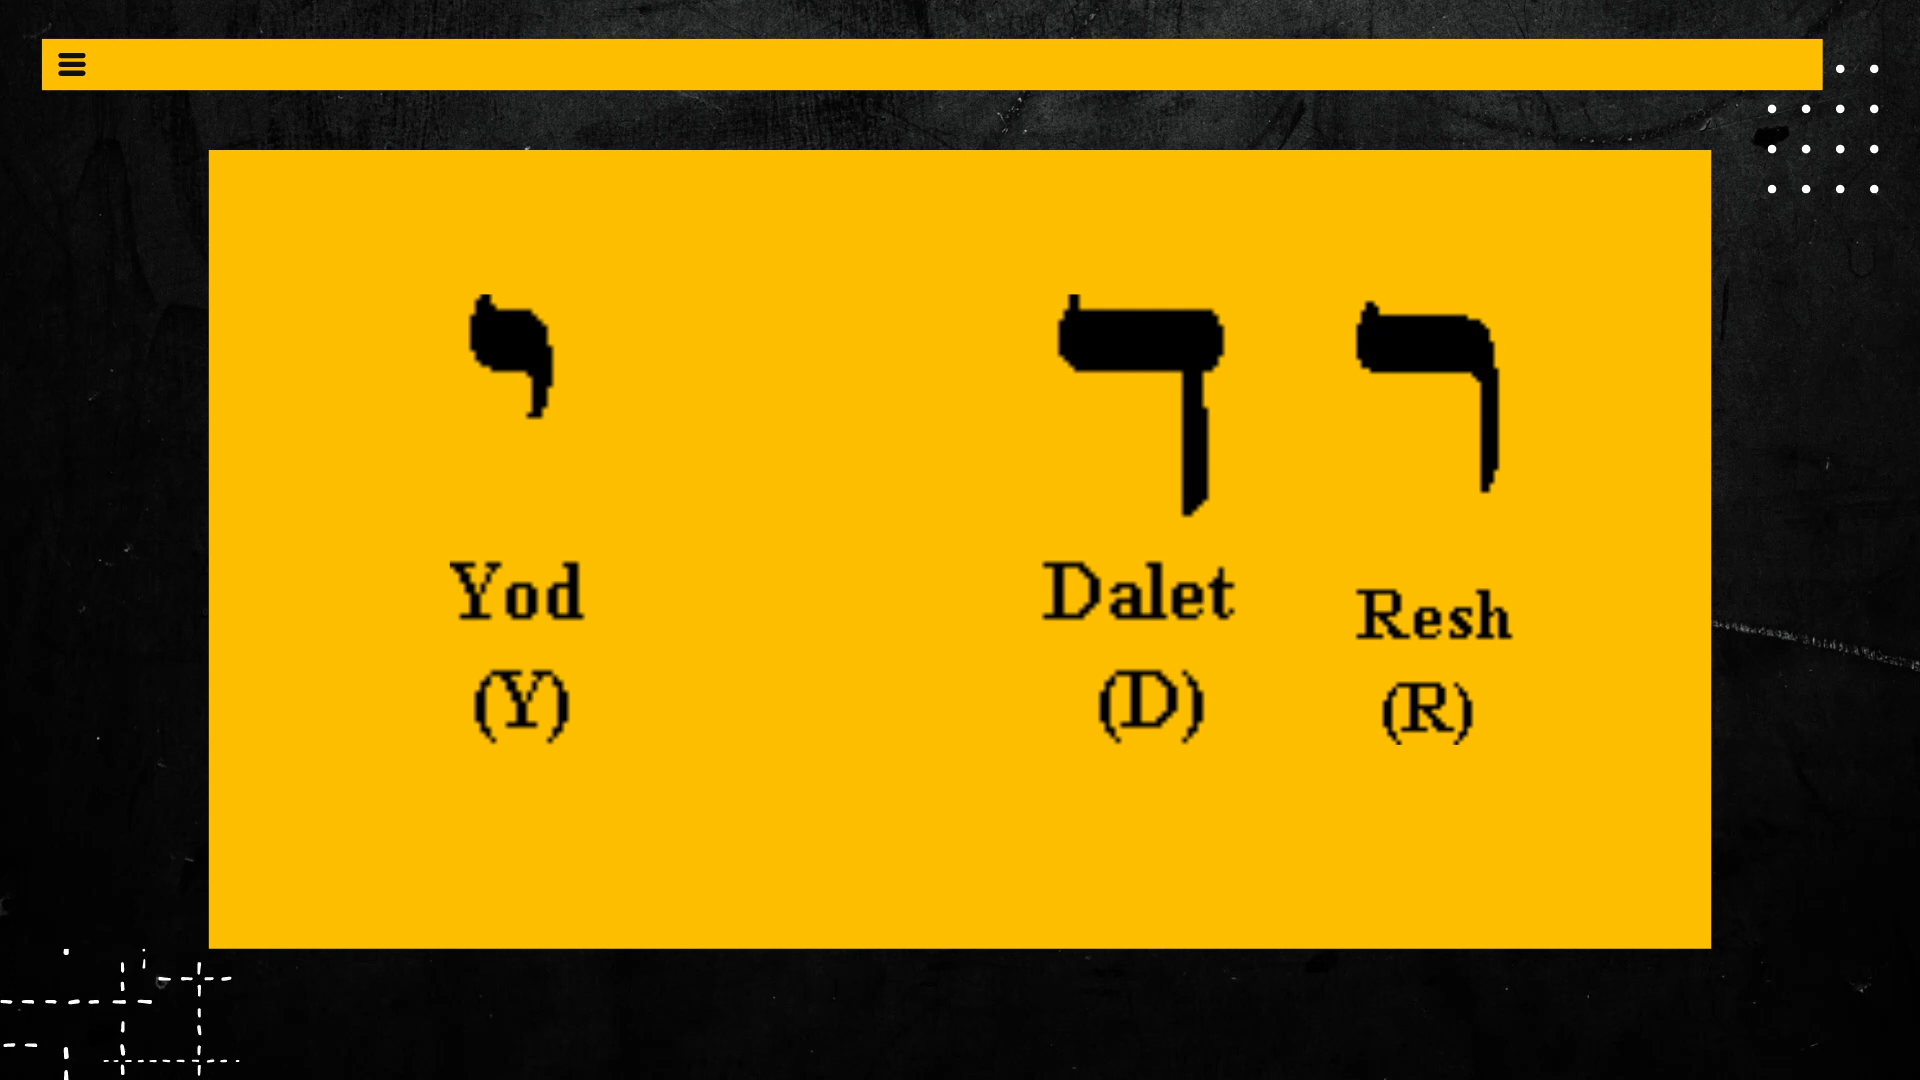 י ד ר
Yod Dalet Resh
(Y) (D) (R)